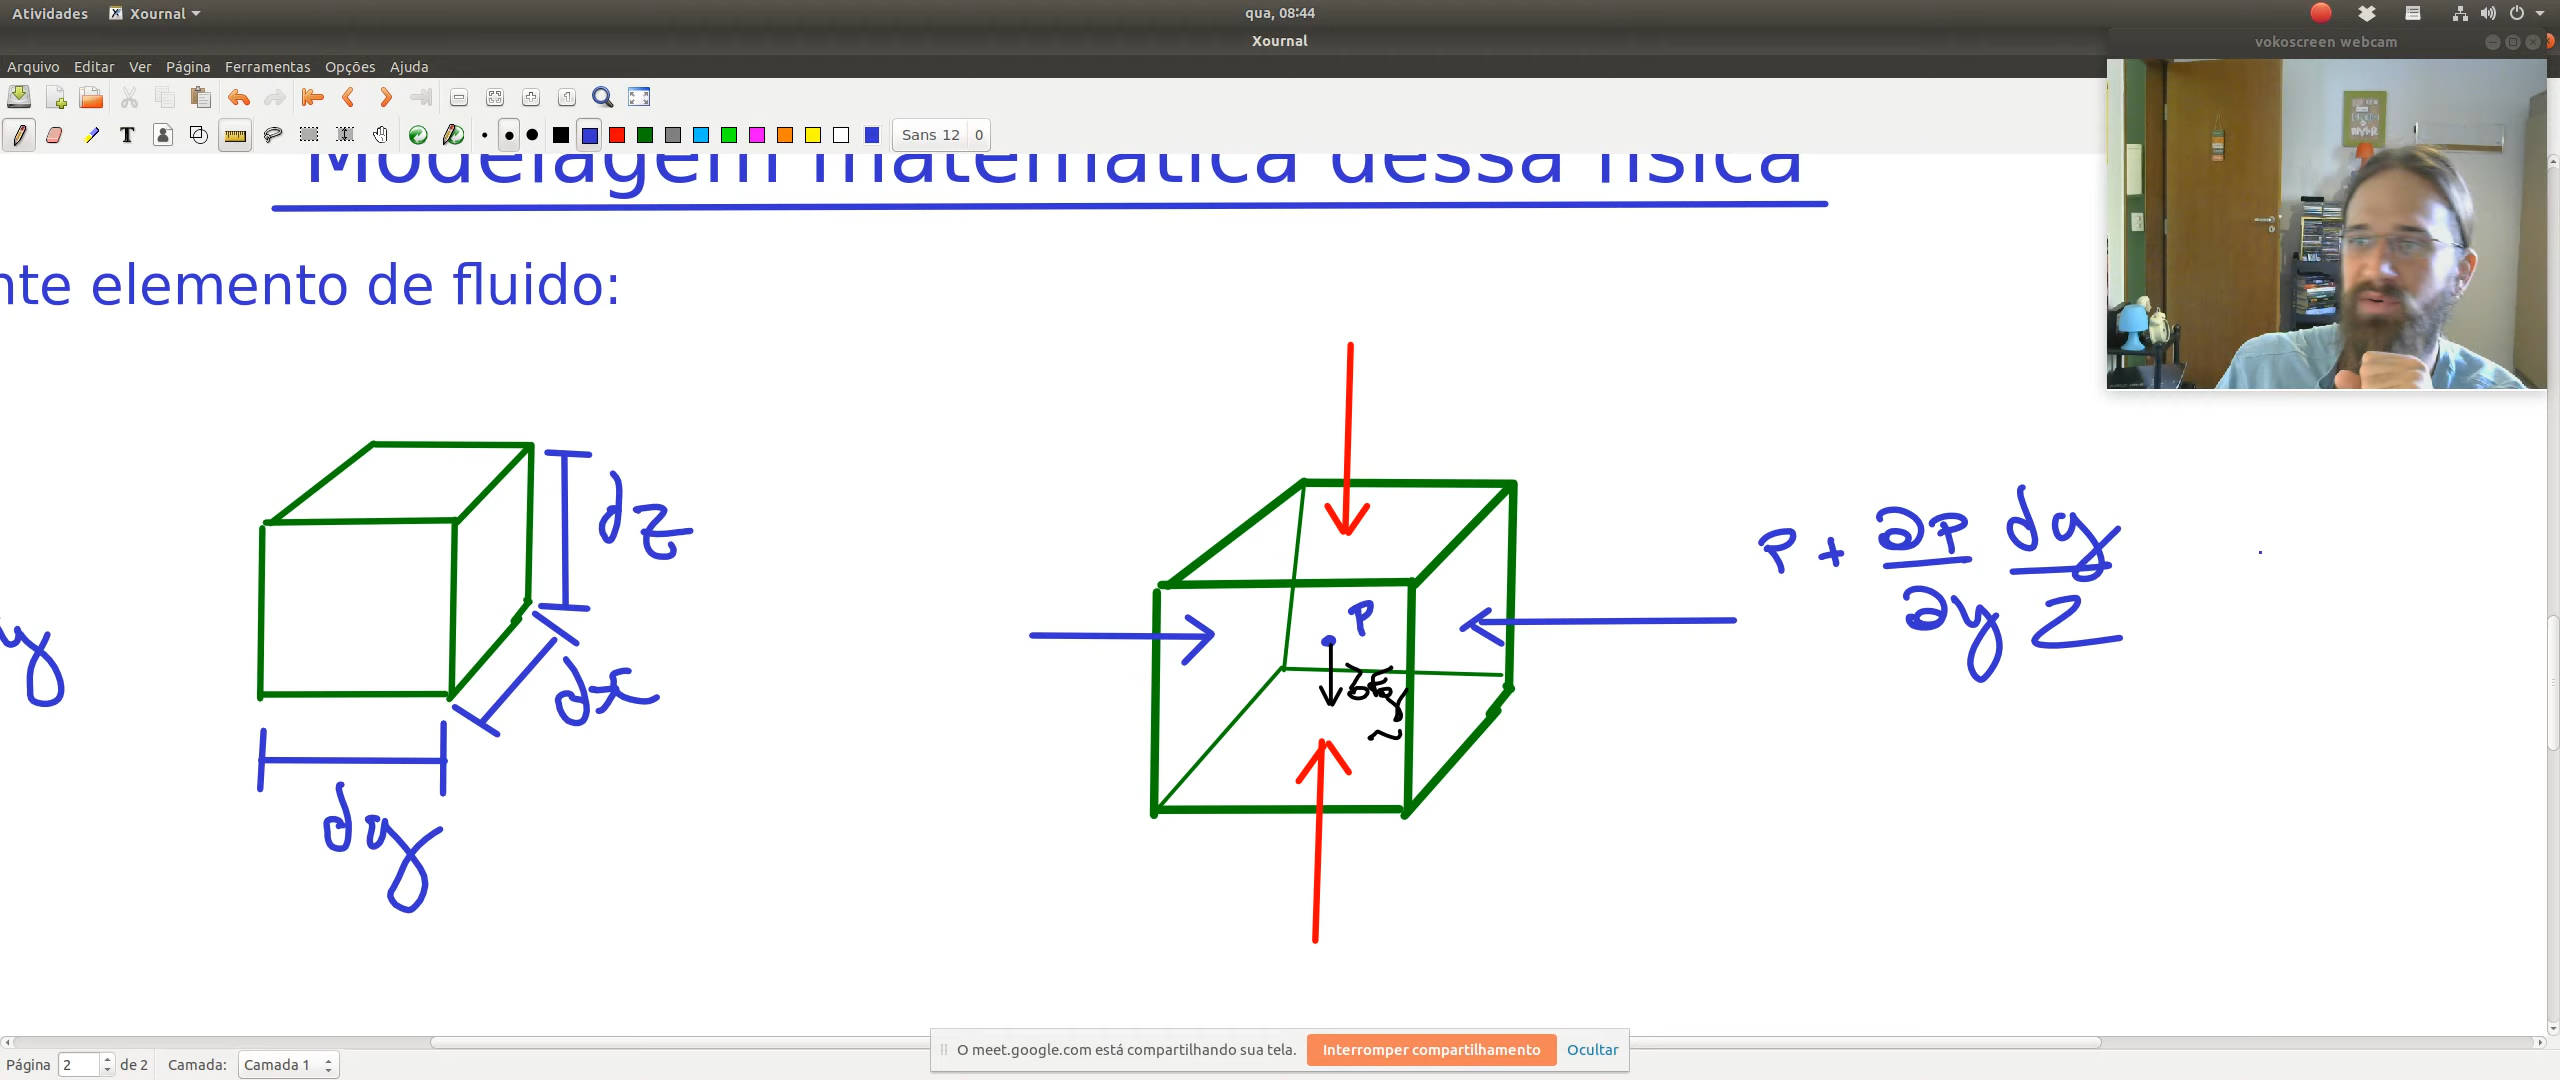 Atividades Xournal qua, 08:44
Xournal
vokoscreen webcam
Arquivo Editar Ver Página Ferramentas Opções Ajuda
Sans 12 0
Modelagem matemática dessa física
nte elemento de fluido:
dz
dx
dy
y
P
P + ∂P/∂y dy/2
O meet.google.com está compartilhando sua tela. Interromper compartilhamento Ocultar
Página 2 de 2 Camada: Camada 1